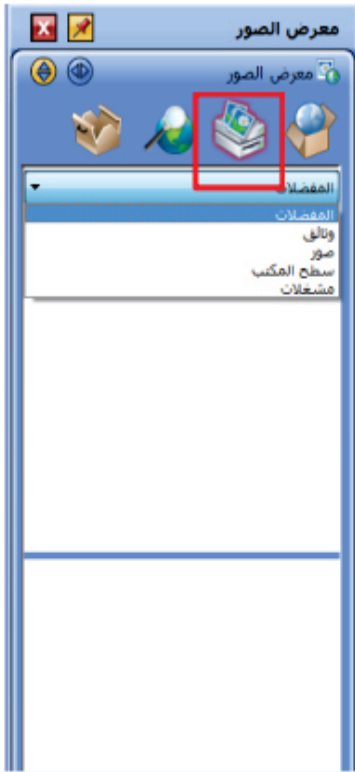 معرض الصور
معرض الصور
المفضلات
المفضلات
وثائق
صور
سطح المكتب
مشغلات